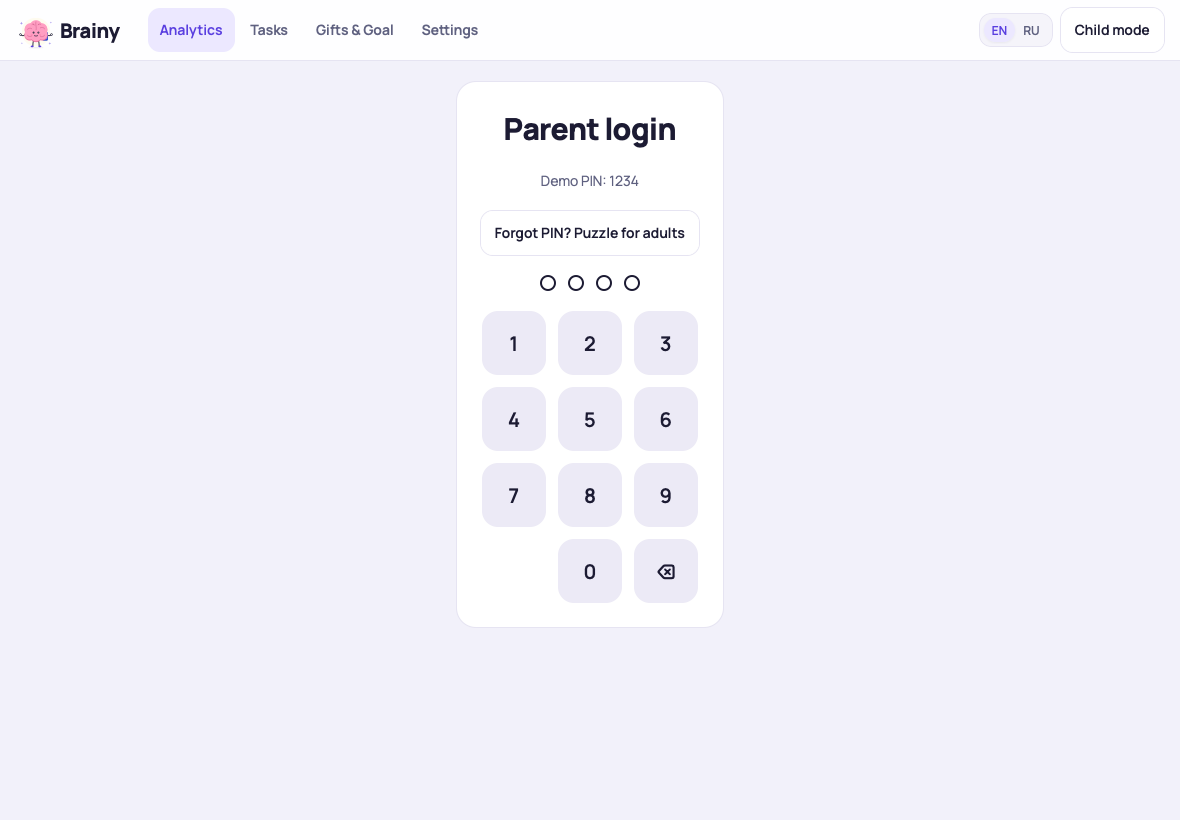 Brainy
Analytics
Tasks
Gifts & Goal
Settings
EN
RU
Child mode
Parent login
Demo PIN: 1234
Forgot PIN? Puzzle for adults
1
2
3
4
5
6
7
8
9
0